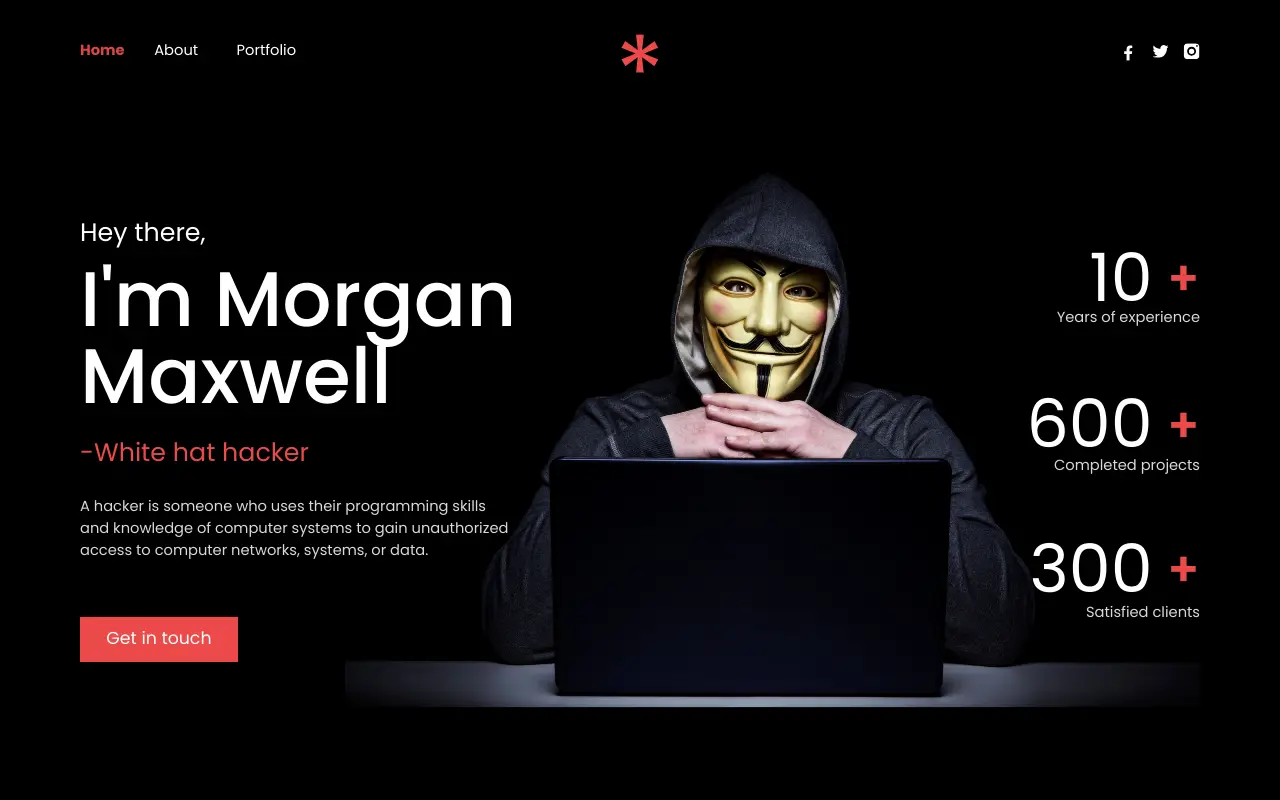 Home About Portfolio
Hey there,
I'm Morgan
Maxwell
-White hat hacker
A hacker is someone who uses their programming skills
and knowledge of computer systems to gain unauthorized
access to computer networks, systems, or data.
Get in touch
10 +
Years of experience
600 +
Completed projects
300 +
Satisfied clients